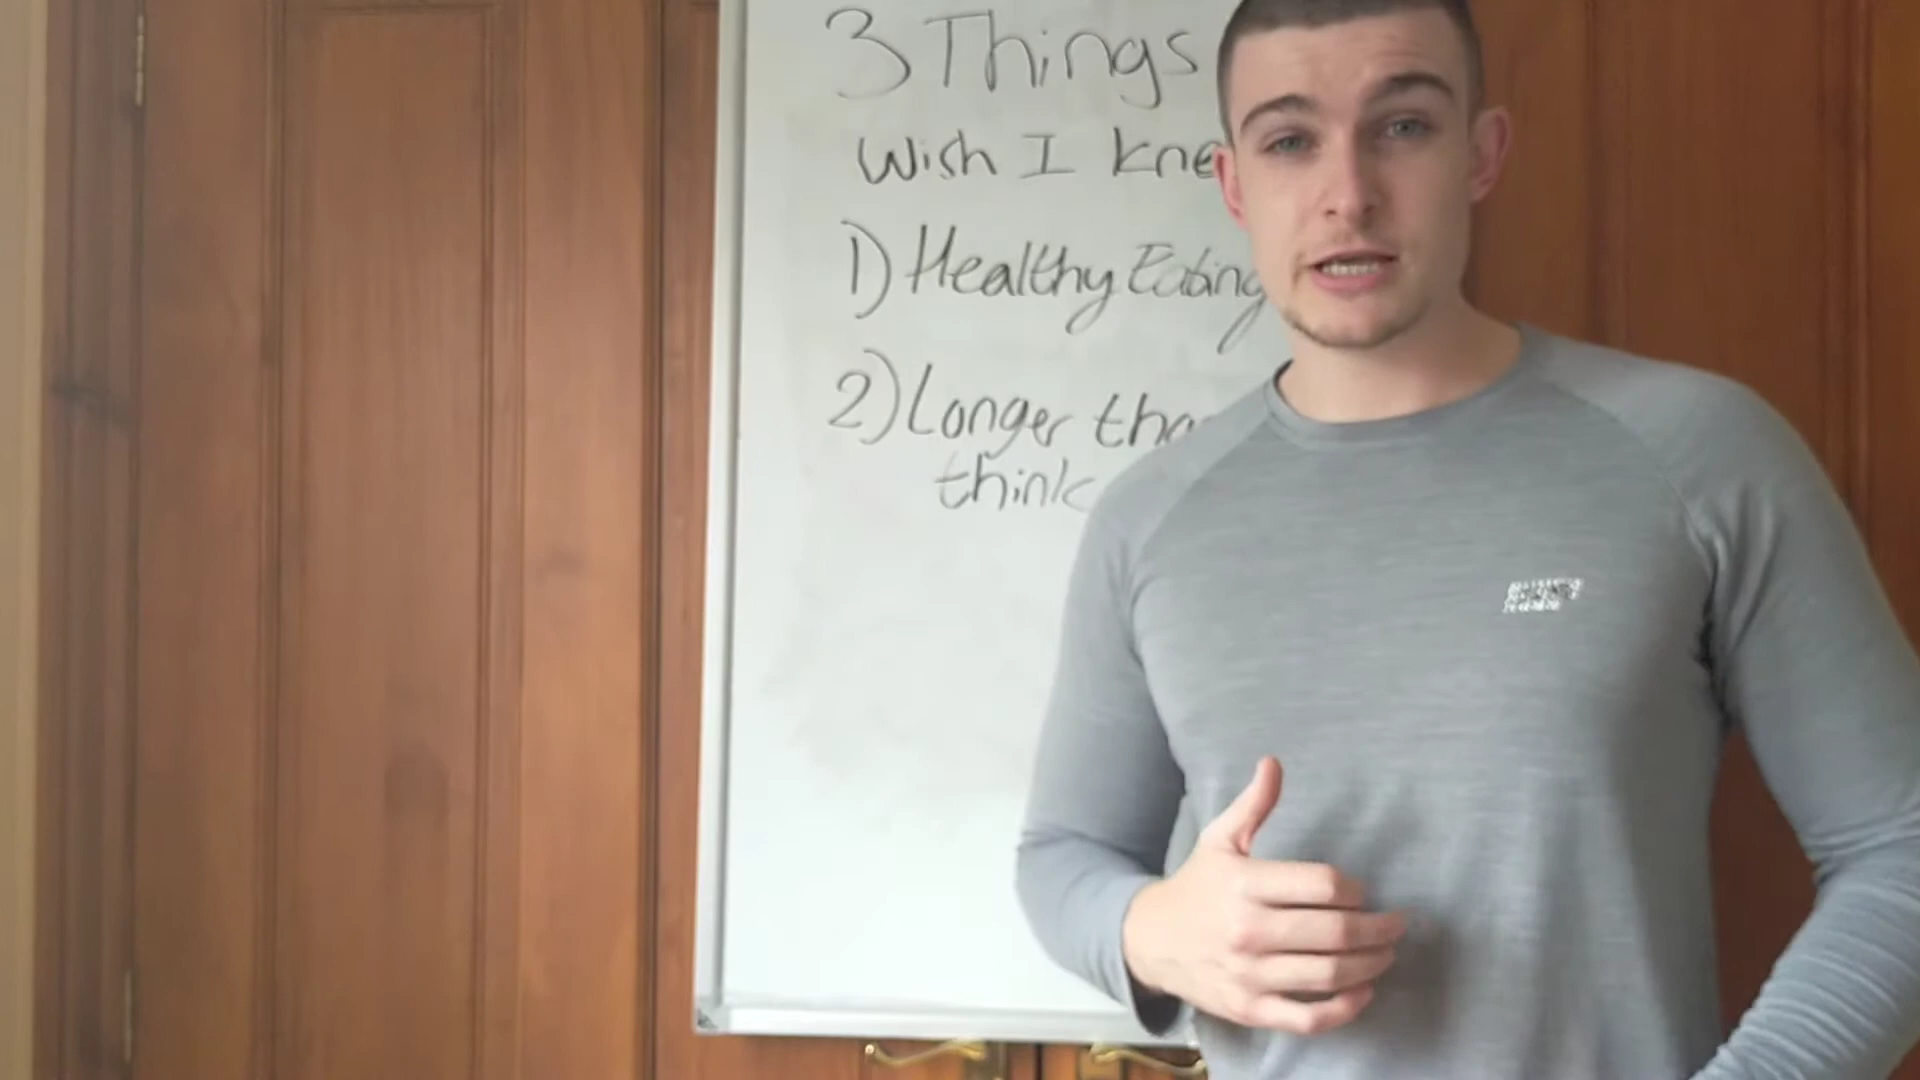 3 Things
Wish I kne
1) Healthy Eating
2) Longer tha
think